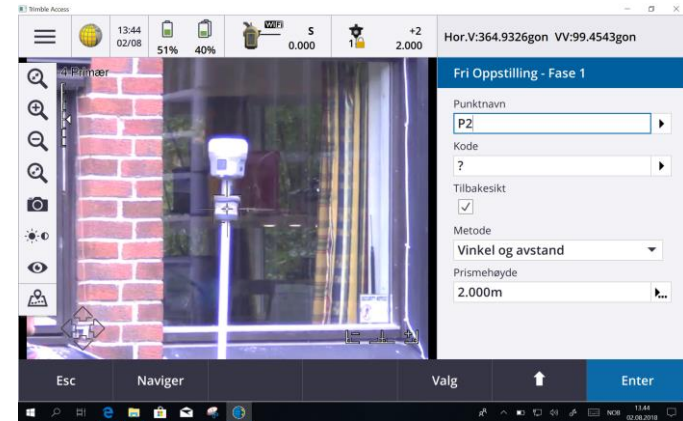 Trimble Access
13:44
02/08
51%
40%
WiFi
S
0.000
1
+2
2.000
Hor.V:364.9326gon VV:99.4543gon
4 Primær
Fri Oppstilling - Fase 1
Punktnavn
P2
Kode
?
Tilbakesikt
Metode
Vinkel og avstand
Prismehøyde
2.000m
Esc
Naviger
Valg
Enter
NOB
13.44
02.08.2018